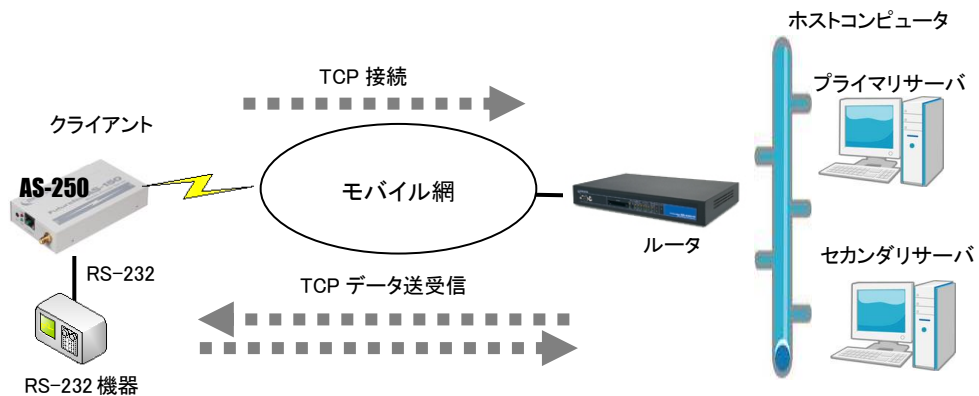 ホストコンピュータ
TCP 接続
プライマリサーバ
クライアント
AS-250
モバイル網
ルータ
セカンダリサーバ
RS-232
TCP データ送受信
RS-232 機器